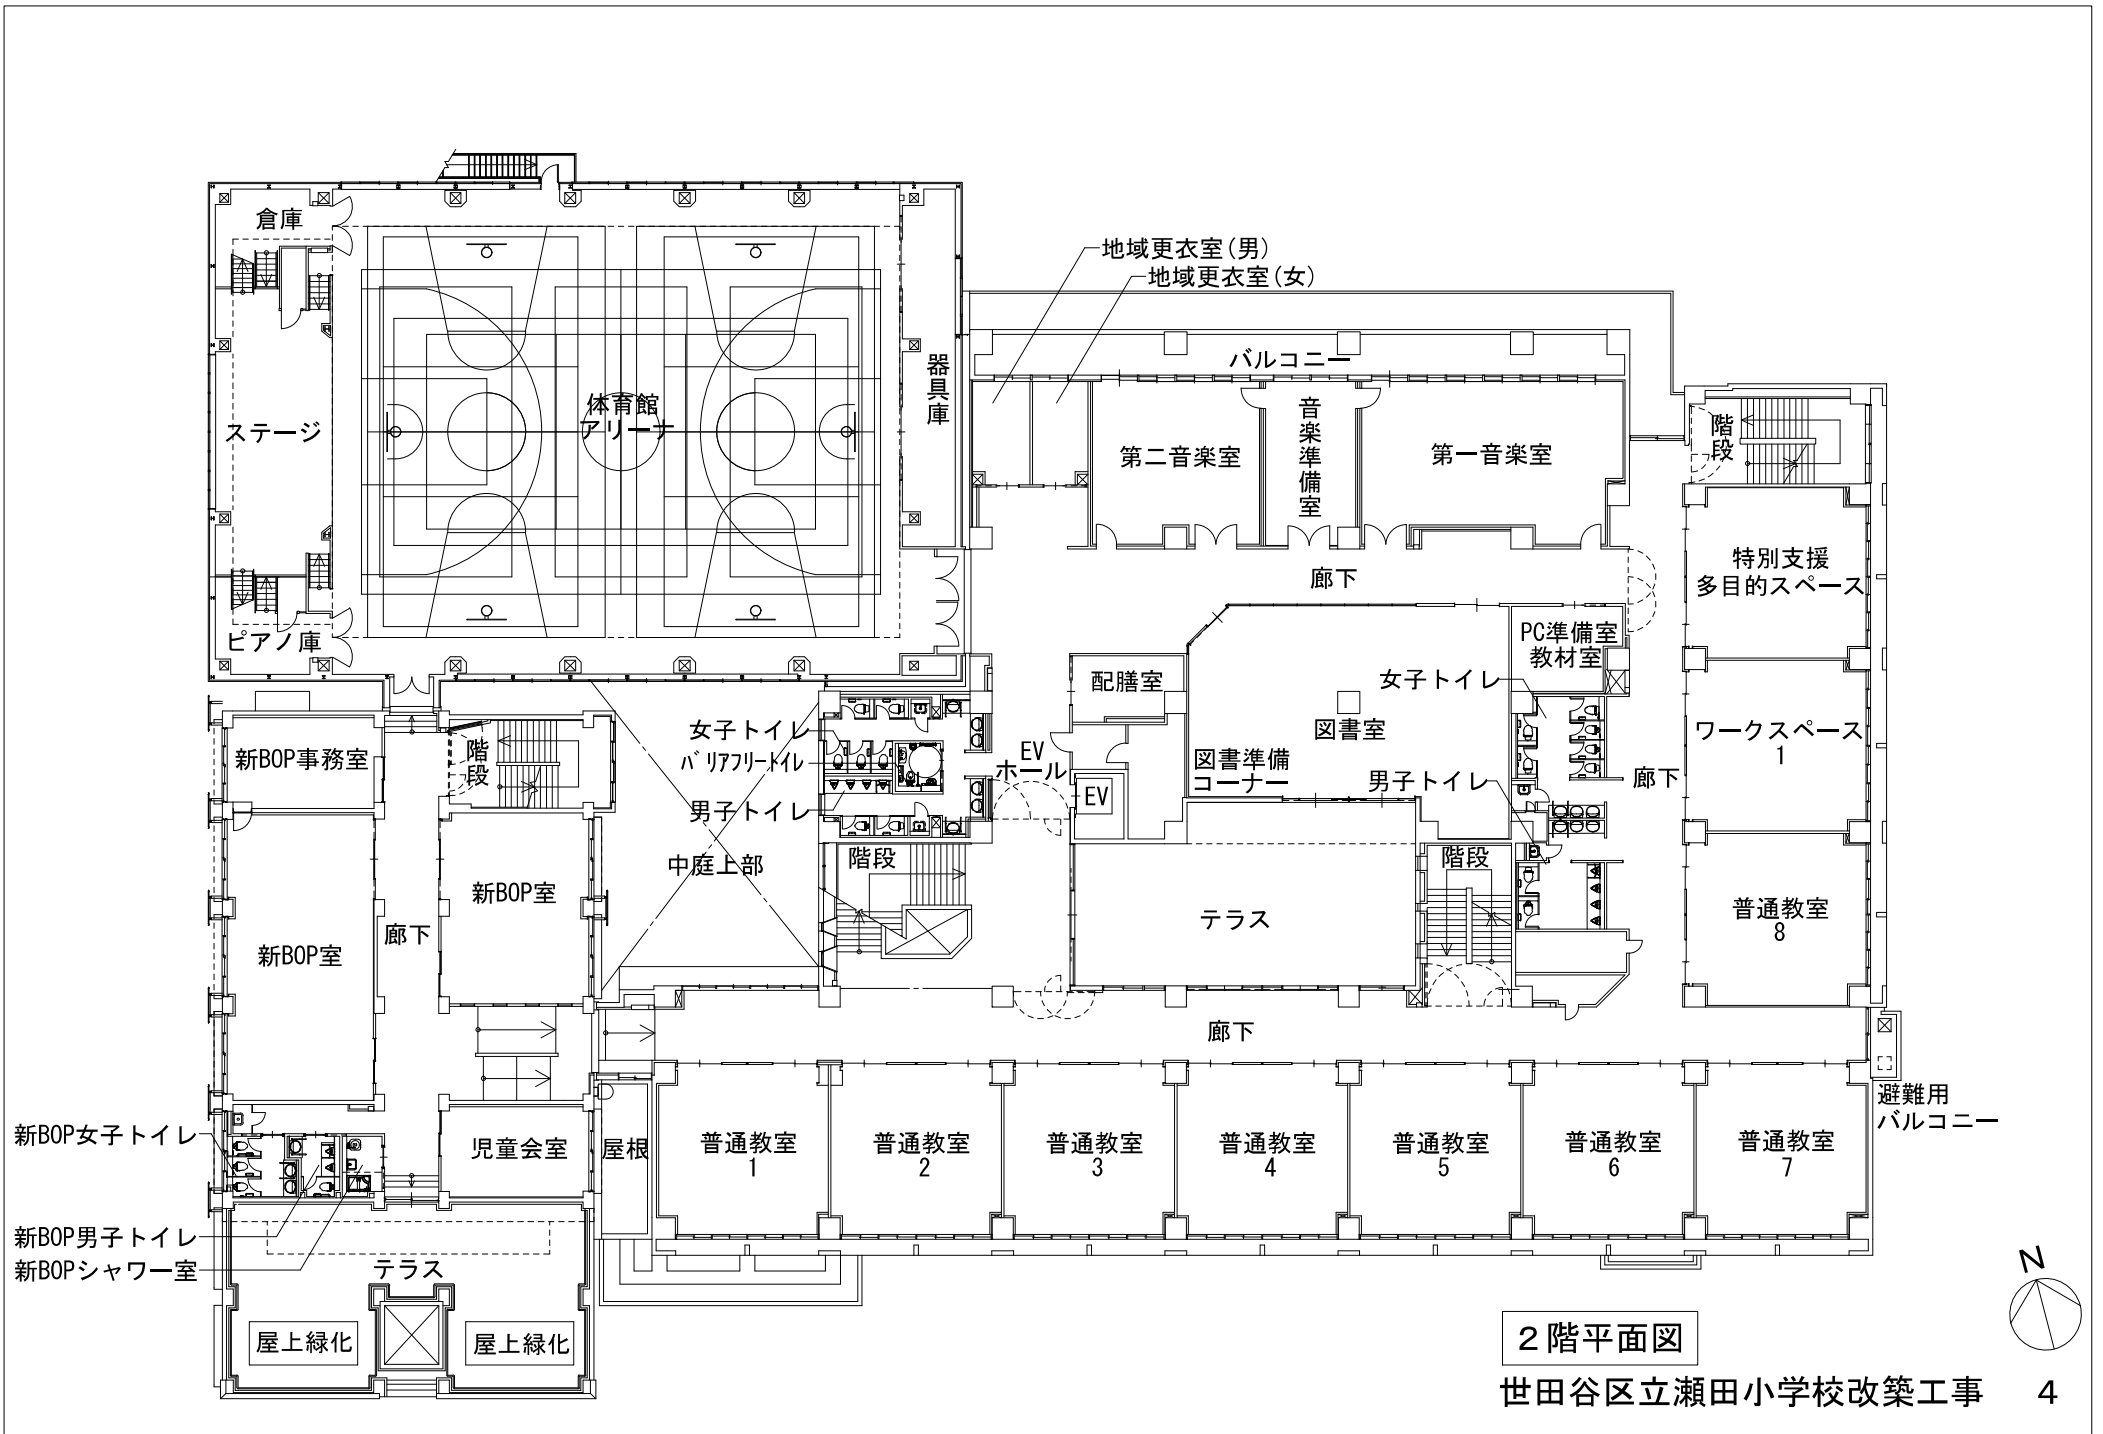 倉庫
地域更衣室(男)
地域更衣室(女)
バルコニー
器具庫
体育館
アリーナ
ステージ
第二音楽室
音楽準備室
第一音楽室
階段
特別支援
多目的スペース
廊下
ピアノ庫
PC準備室
教材室
配膳室
女子トイレ
図書室
ワークスペース
1
女子トイレ
バリアフリートイレ
男子トイレ
EV
ホール
EV
図書準備
コーナー
男子トイレ
廊下
新BOP事務室
階段
中庭上部
階段
階段
新BOP室
新BOP室
廊下
テラス
普通教室
8
廊下
避難用
バルコニー
新BOP女子トイレ
児童会室
屋根
普通教室
1
普通教室
2
普通教室
3
普通教室
4
普通教室
5
普通教室
6
普通教室
7
新BOP男子トイレ
新BOPシャワー室
テラス
屋上緑化
屋上緑化
N
2階平面図
世田谷区立瀬田小学校改築工事 4